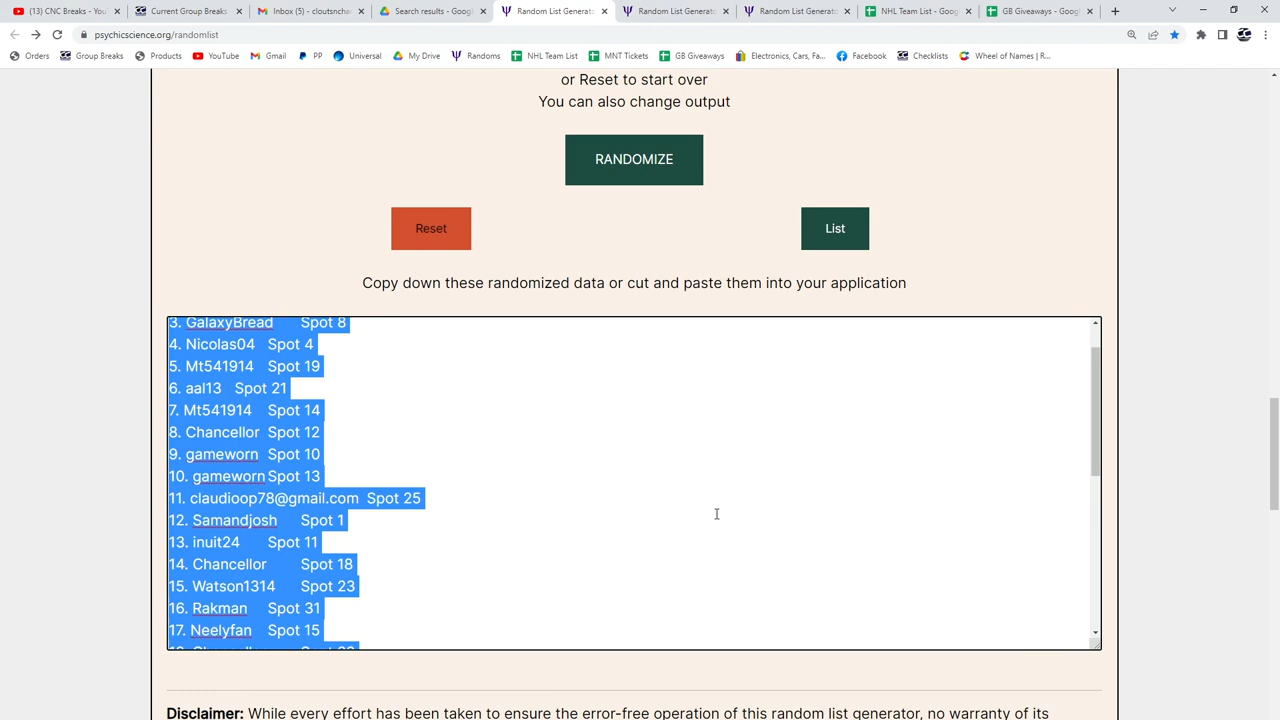 (13) CNC Breaks - You
Current Group Breaks
Inbox (5) - cloutsnchar
Search results - Google
Random List Generator
Random List Generator
Random List Generator
NHL Team List - Google
GB Giveaways - Google
psychicscience.org/randomlist
Orders
Group Breaks
Products
YouTube
Gmail
PP
Universal
My Drive
Randoms
NHL Team List
MNT Tickets
GB Giveaways
Electronics, Cars, Fa...
Facebook
Checklists
Wheel of Names | R...
or Reset to start over
You can also change output
RANDOMIZE
Reset
List
Copy down these randomized data or cut and paste them into your application
3. GalaxyBread Spot 8
4. Nicolas04 Spot 4
5. Mt541914 Spot 19
6. aal13 Spot 21
7. Mt541914 Spot 14
8. Chancellor Spot 12
9. gameworn Spot 10
10. gameworn Spot 13
11. claudioop78@gmail.com Spot 25
12. Samandjosh Spot 1
13. inuit24 Spot 11
14. Chancellor Spot 18
15. Watson1314 Spot 23
16. Rakman Spot 31
17. Neelyfan Spot 15
Disclaimer: While every effort has been taken to ensure the error-free operation of this random list generator, no warranty of its